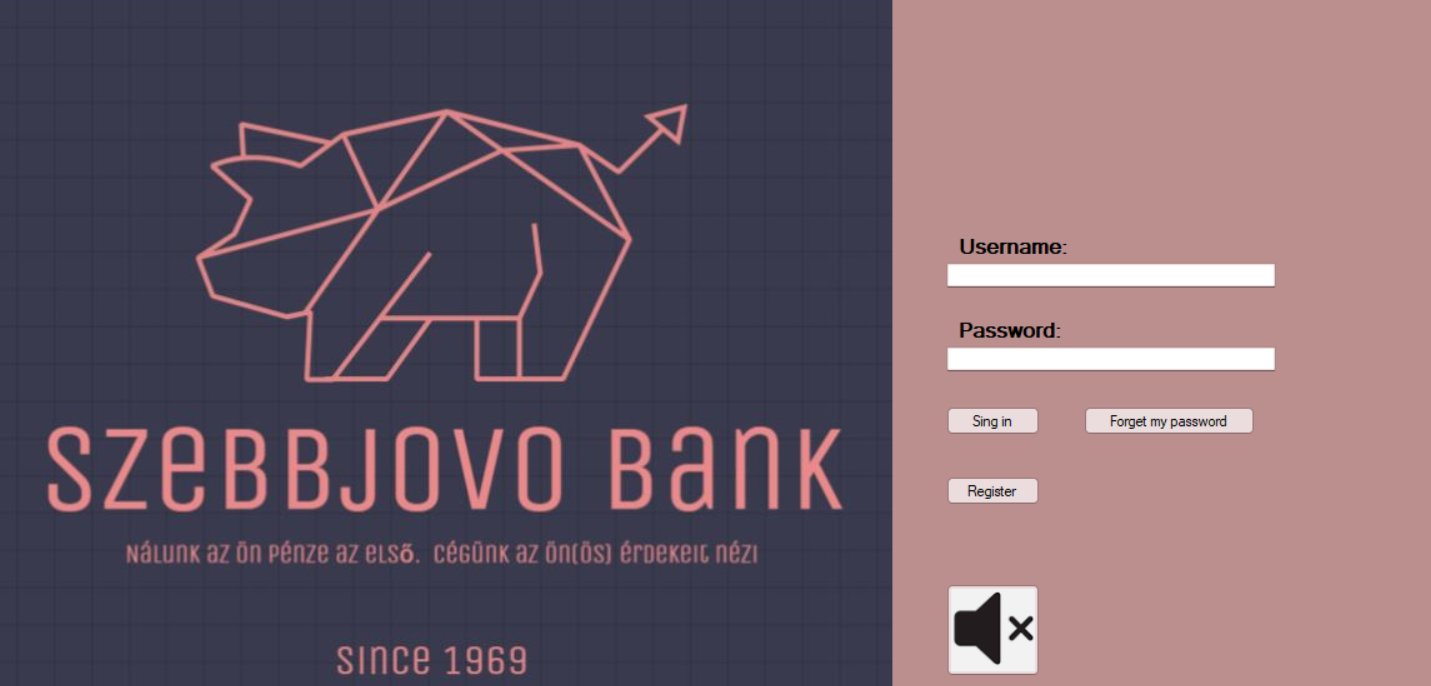 SZEBBJOVO BANK
Nálunk az ön pénze az első. Cégünk az ön(ös) érdekeit nézi
since 1969
Username:
Password:
Sing in
Forget my password
Register